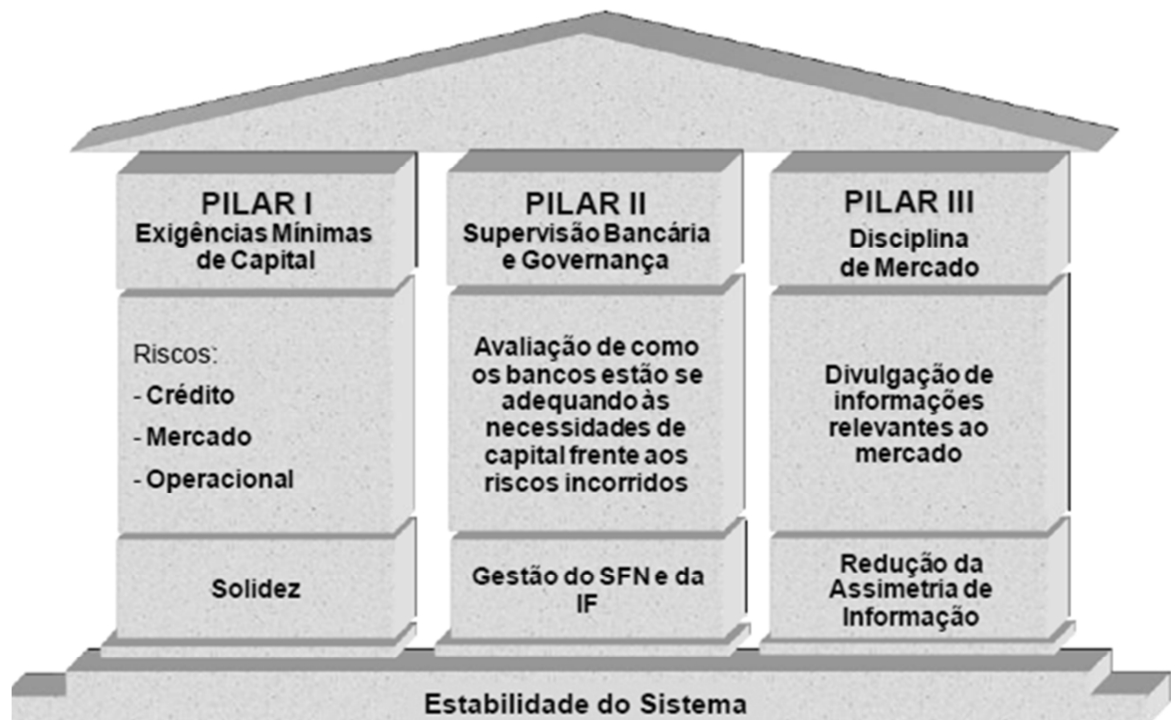 PILAR I
Exigências Mínimas
de Capital
Riscos:
- Crédito
- Mercado
- Operacional
Solidez
PILAR II
Supervisão Bancária
e Governança
Avaliação de como
os bancos estão se
adequando às
necessidades de
capital frente aos
riscos incorridos
Gestão do SFN e da
IF
PILAR III
Disciplina
de Mercado
Divulgação de
informações
relevantes ao
mercado
Redução da
Assimetria de
Informação
Estabilidade do Sistema